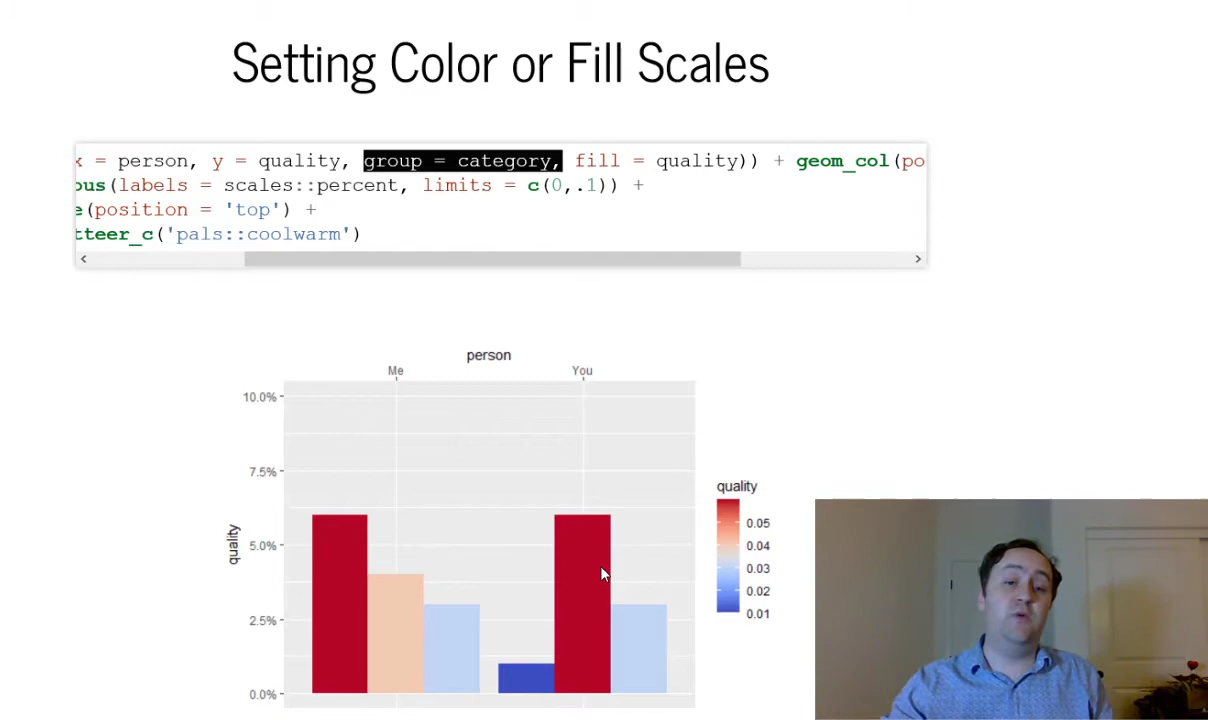 Setting Color or Fill Scales
x = person, y = quality, group = category, fill = quality)) + geom_col(po
ous(labels = scales::percent, limits = c(0,.1)) +
e(position = 'top') +
tteer_c('pals::coolwarm')
person
Me You
10.0%
7.5%
5.0%
2.5%
0.0%
quality
quality
0.05
0.04
0.03
0.02
0.01